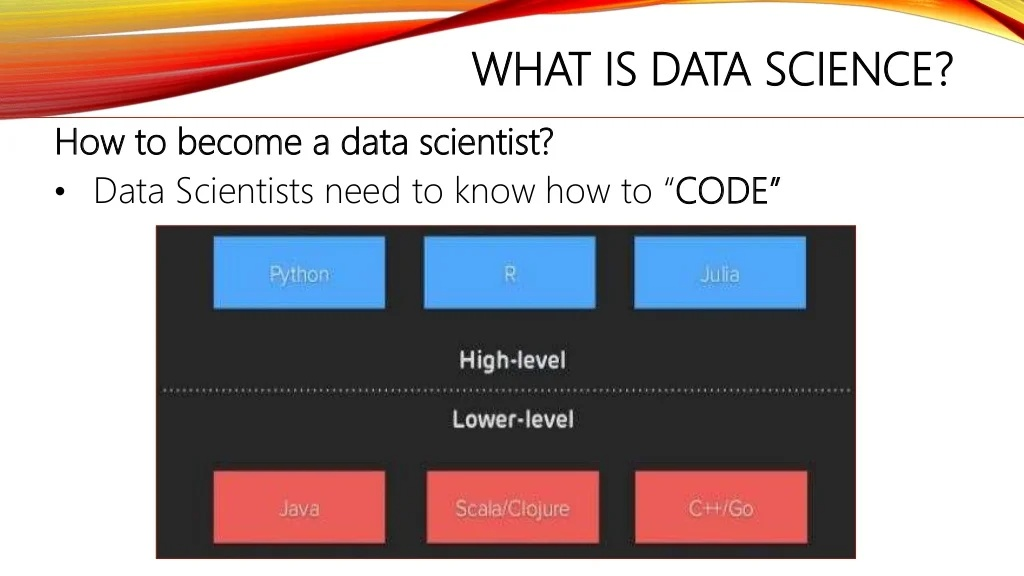 WHAT IS DATA SCIENCE?
How to become a data scientist?
• Data Scientists need to know how to “CODE”
Python R Julia
High-level
Lower-level
Java Scala/Clojure C++/Go